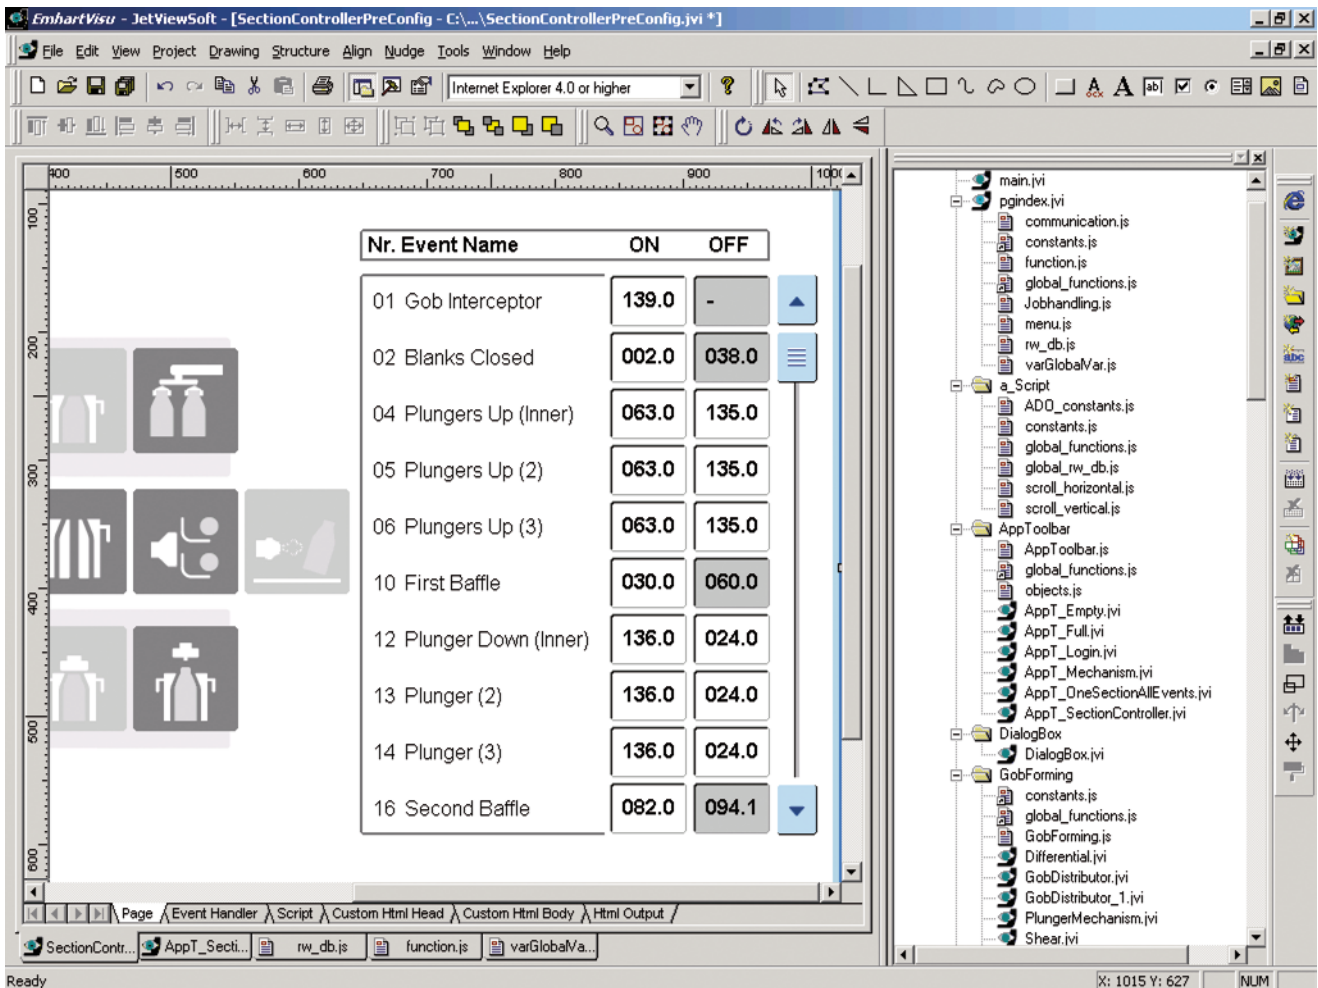 EmhartVisu - JetViewSoft - [SectionControllerPreConfig - C:\...\SectionControllerPreConfig.jvi *]
File Edit View Project Drawing Structure Align Nudge Tools Window Help
Internet Explorer 4.0 or higher
400 500 600 700 800 900 1000
100
200
300
400
500
600
Nr. Event Name ON OFF
01 Gob Interceptor 139.0 -
02 Blanks Closed 002.0 038.0
04 Plungers Up (Inner) 063.0 135.0
05 Plungers Up (2) 063.0 135.0
06 Plungers Up (3) 063.0 135.0
10 First Baffle 030.0 060.0
12 Plunger Down (Inner) 136.0 024.0
13 Plunger (2) 136.0 024.0
14 Plunger (3) 136.0 024.0
16 Second Baffle 082.0 094.1
Page Event Handler Script Custom Html Head Custom Html Body Html Output
SectionContr... AppT_Secti... rw_db.js function.js varGlobalVa...
main.jvi
pgindex.jvi
communication.js
constants.js
function.js
global_functions.js
Jobhandling.js
menu.js
rw_db.js
varGlobalVar.js
a_Script
ADO_constants.js
constants.js
global_functions.js
global_rw_db.js
scroll_horizontal.js
scroll_vertical.js
AppToolbar
AppToolbar.js
global_functions.js
objects.js
AppT_Empty.jvi
AppT_Full.jvi
AppT_Login.jvi
AppT_Mechanism.jvi
AppT_OneSectionAllEvents.jvi
AppT_SectionController.jvi
DialogBox
DialogBox.jvi
GobForming
constants.js
global_functions.js
GobForming.js
Differential.jvi
GobDistributor.jvi
GobDistributor_1.jvi
PlungerMechanism.jvi
Shear.jvi
abc
Ready X: 1015 Y: 627 NUM